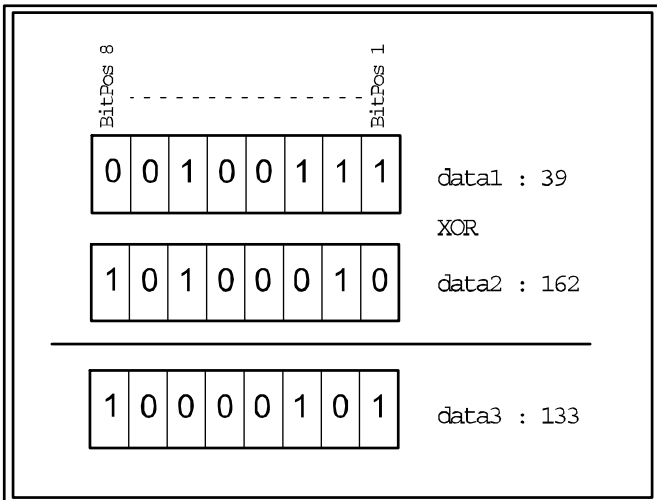 BitPos 8 - - - - - - - - - - - - - - - - - - BitPos 1
0 0 1 0 0 1 1 1 data1 : 39
XOR
1 0 1 0 0 0 1 0 data2 : 162
1 0 0 0 0 1 0 1 data3 : 133